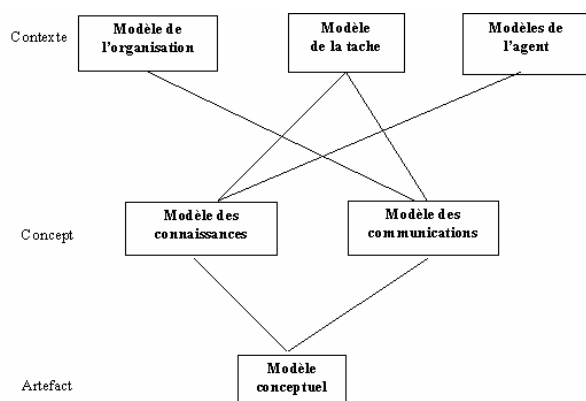 Contexte
Modèle de
l'organisation
Modèle
de la tache
Modèles de
l'agent
Concept
Modèle des
connaissances
Modèle des
communications
Artefact
Modèle
conceptuel